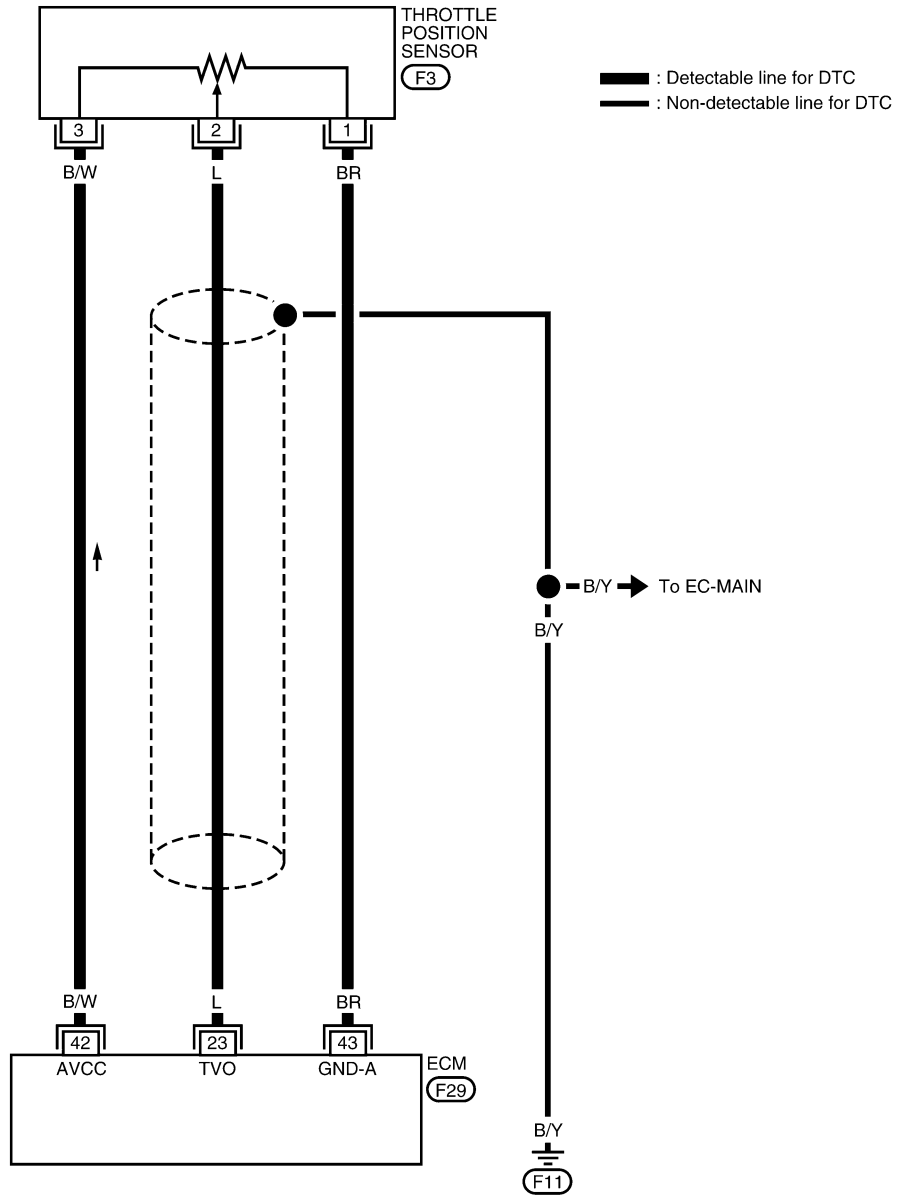 THROTTLE
POSITION
SENSOR
F3
: Detectable line for DTC
: Non-detectable line for DTC
3 2 1
B/W L BR
B/Y To EC-MAIN
B/Y
B/W L BR
42 23 43
AVCC TVO GND-A
ECM
F29
B/Y
F11